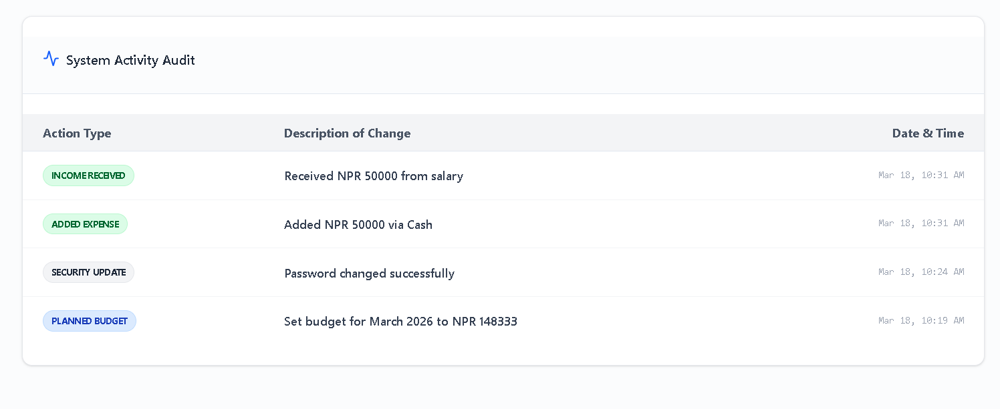 System Activity Audit
Action Type Description of Change Date & Time
INCOME RECEIVED Received NPR 50000 from salary Mar 18, 10:31 AM
ADDED EXPENSE Added NPR 50000 via Cash Mar 18, 10:31 AM
SECURITY UPDATE Password changed successfully Mar 18, 10:24 AM
PLANNED BUDGET Set budget for March 2026 to NPR 148333 Mar 18, 10:19 AM